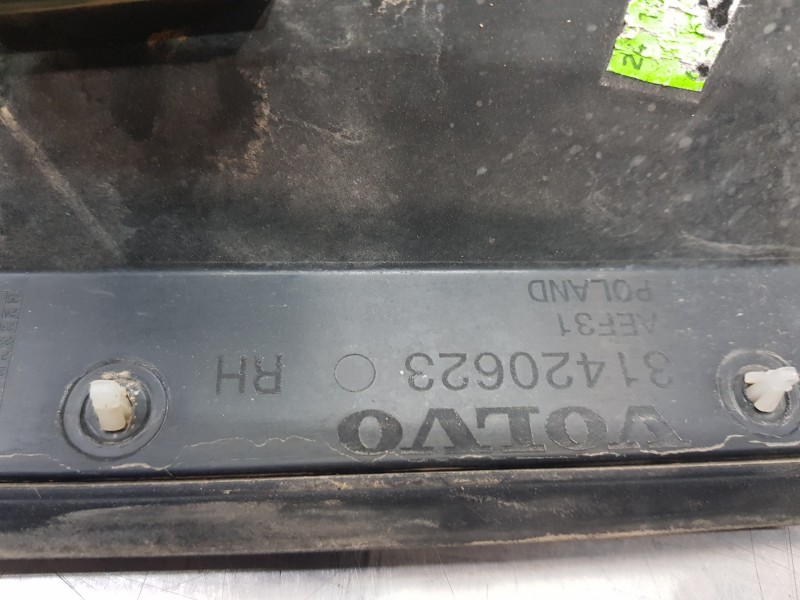 VOLVO
31420623 RH
AEF31
POLAND